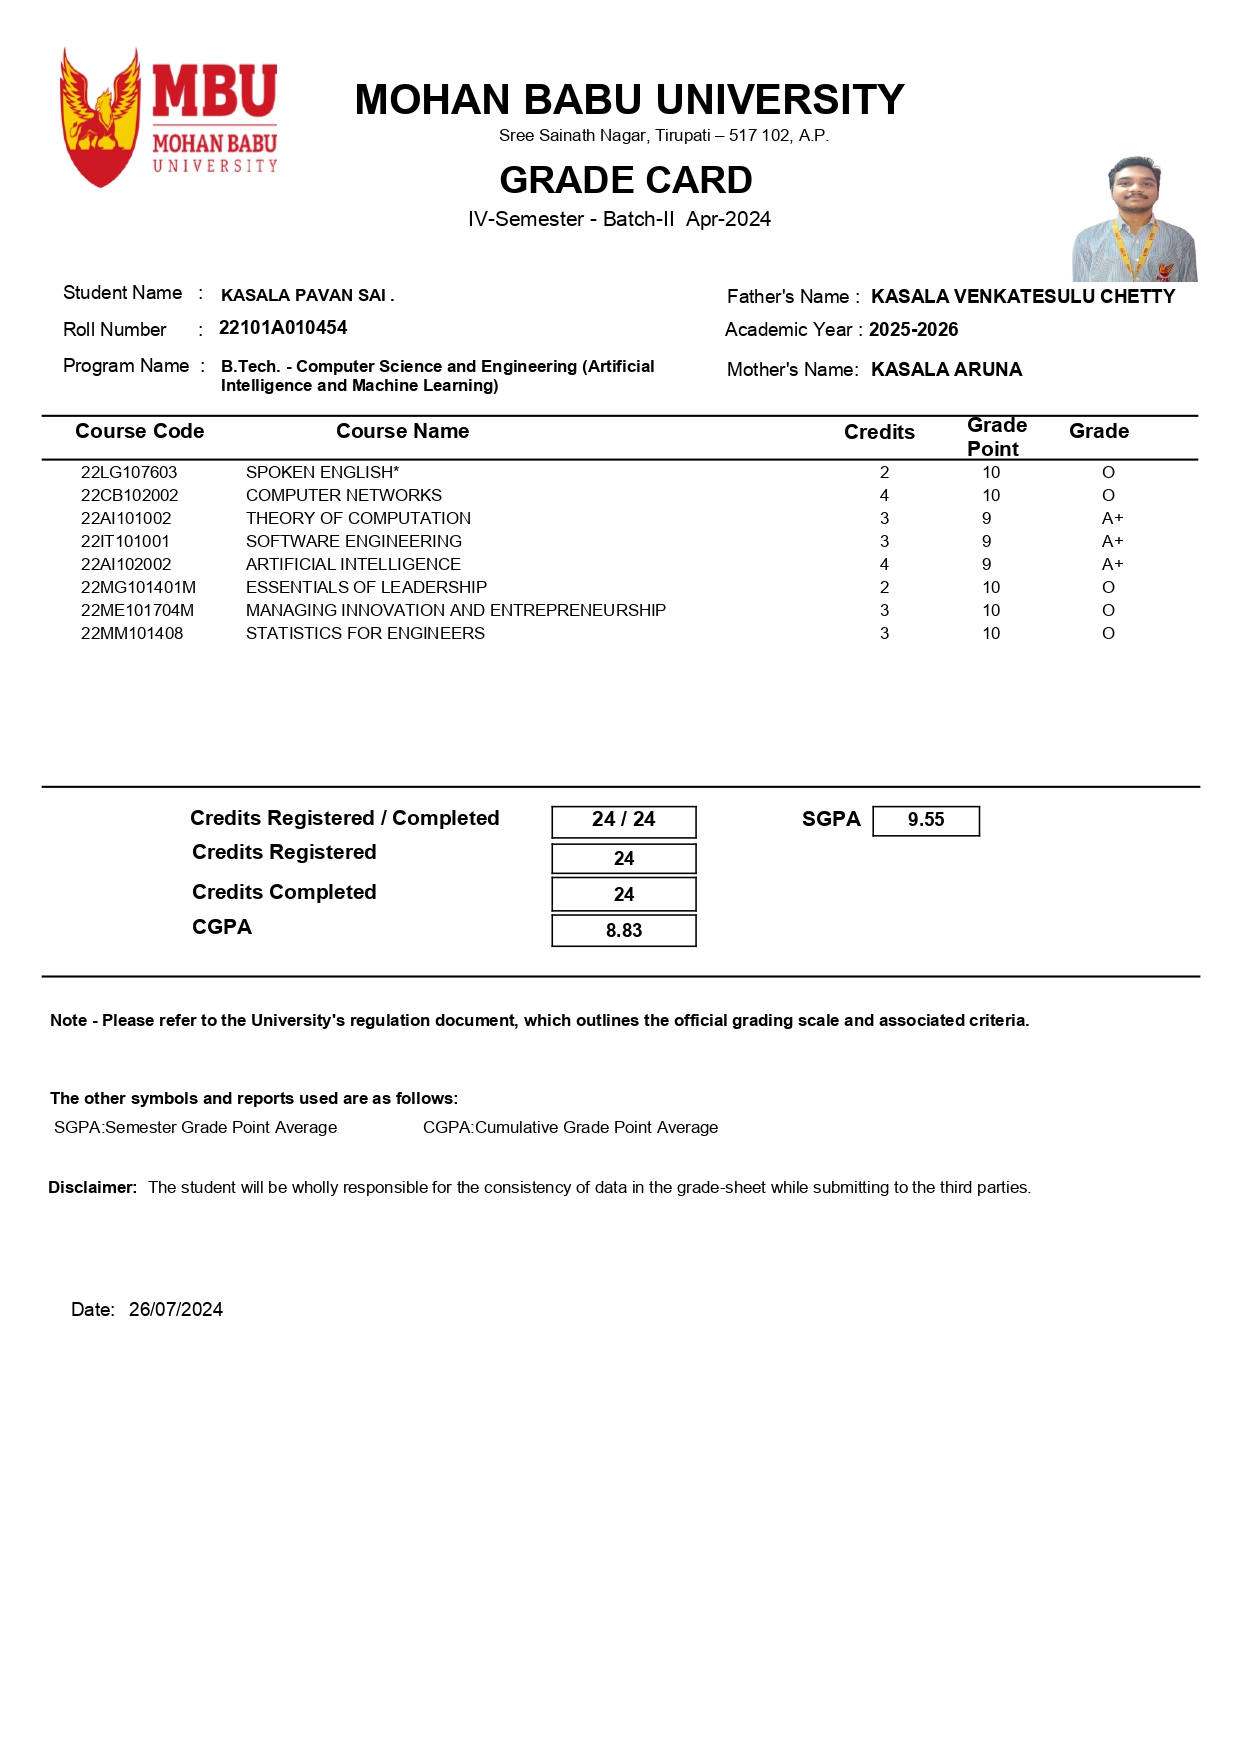 MBU
MOHAN BABU
UNIVERSITY
MOHAN BABU UNIVERSITY
Sree Sainath Nagar, Tirupati – 517 102, A.P.
GRADE CARD
IV-Semester - Batch-II  Apr-2024
Student Name : KASALA PAVAN SAI .
Father's Name : KASALA VENKATESULU CHETTY
Roll Number : 22101A010454
Academic Year : 2025-2026
Program Name : B.Tech. - Computer Science and Engineering (Artificial
Intelligence and Machine Learning)
Mother's Name: KASALA ARUNA
Course Code Course Name Credits Grade Point Grade
22LG107603 SPOKEN ENGLISH* 2 10 O
22CB102002 COMPUTER NETWORKS 4 10 O
22AI101002 THEORY OF COMPUTATION 3 9 A+
22IT101001 SOFTWARE ENGINEERING 3 9 A+
22AI102002 ARTIFICIAL INTELLIGENCE 4 9 A+
22MG101401M ESSENTIALS OF LEADERSHIP 2 10 O
22ME101704M MANAGING INNOVATION AND ENTREPRENEURSHIP 3 10 O
22MM101408 STATISTICS FOR ENGINEERS 3 10 O
Credits Registered / Completed 24 / 24 SGPA 9.55
Credits Registered 24
Credits Completed 24
CGPA 8.83
Note - Please refer to the University's regulation document, which outlines the official grading scale and associated criteria.
The other symbols and reports used are as follows:
SGPA:Semester Grade Point Average CGPA:Cumulative Grade Point Average
Disclaimer: The student will be wholly responsible for the consistency of data in the grade-sheet while submitting to the third parties.
Date: 26/07/2024